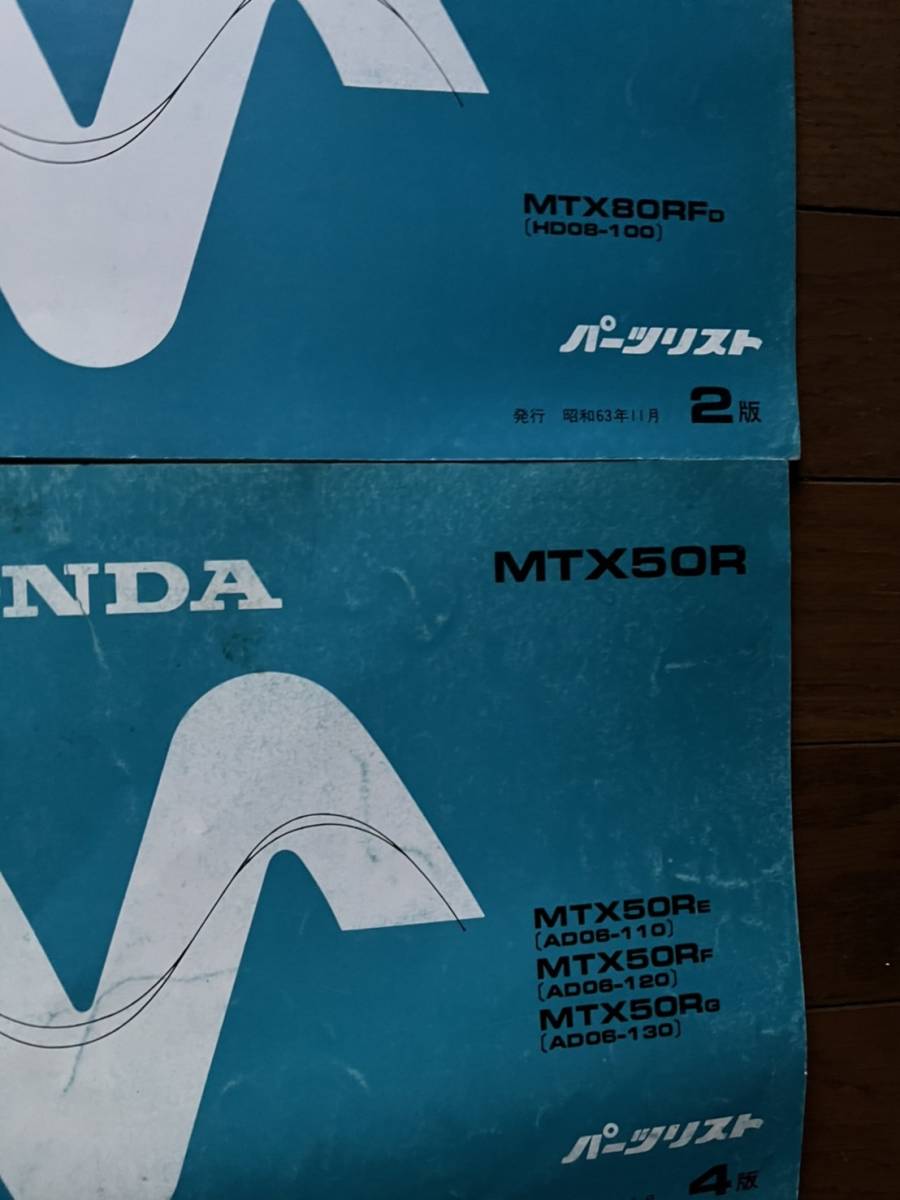 MTX80RFD
(HD08-100)
パーツリスト
発行 昭和63年11月 2版
ONDA
MTX50R
MTX50RE
(AD06-110)
MTX50RF
(AD06-120)
MTX50RG
(AD06-130)
パーツリスト
4版